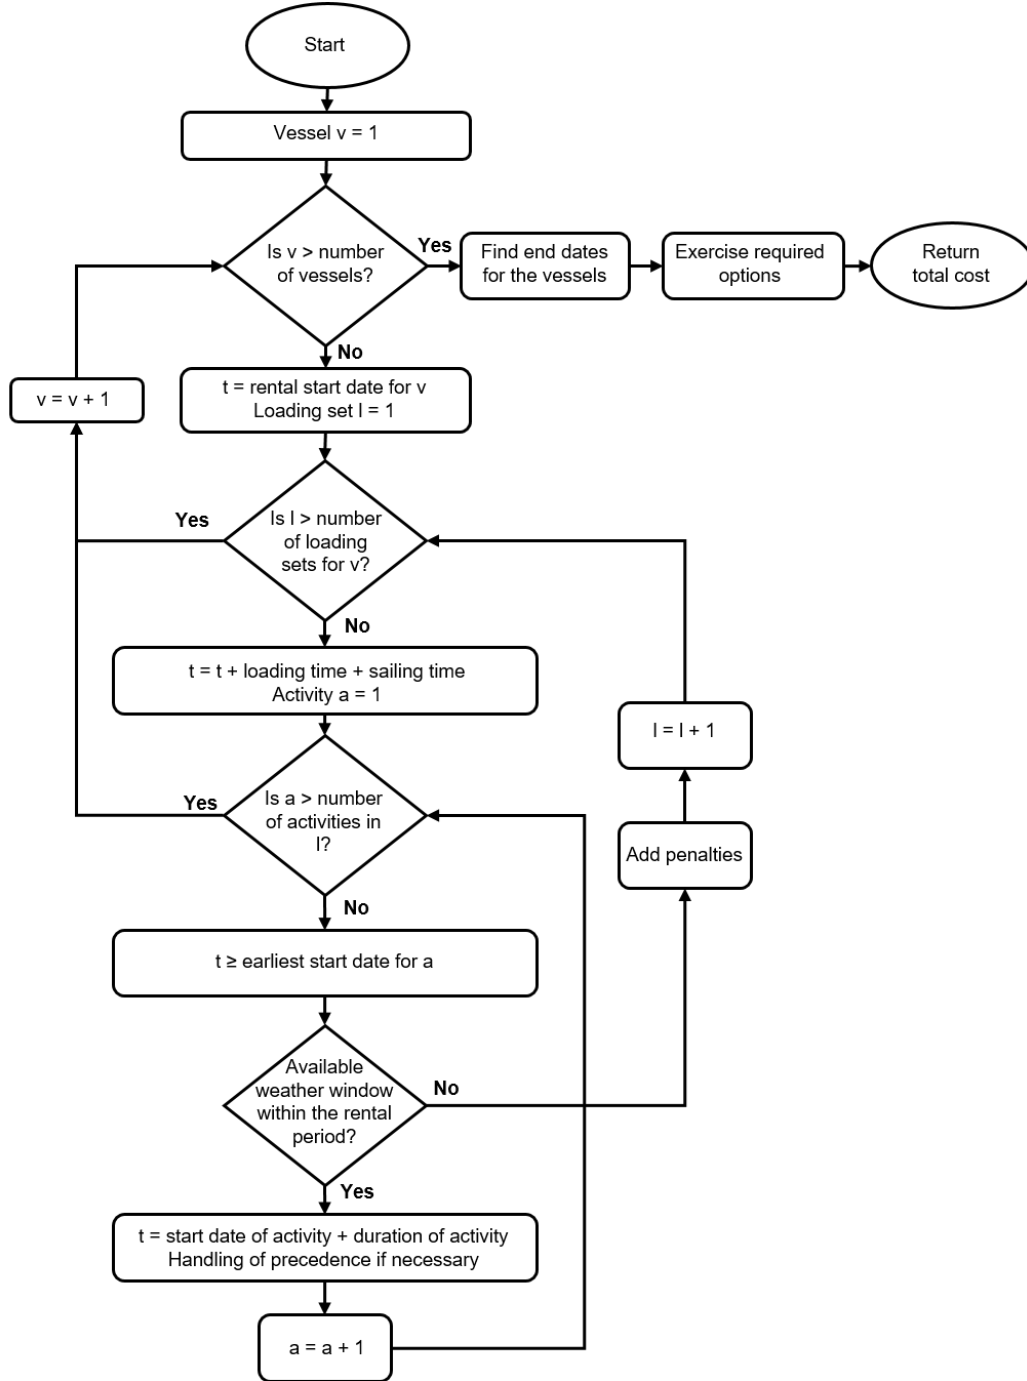 Start
Vessel v = 1
Is v > number
of vessels?
Yes
Find end dates
for the vessels
Exercise required
options
Return
total cost
No
v = v + 1
t = rental start date for v
Loading set l = 1
Yes
Is l > number
of loading
sets for v?
No
t = t + loading time + sailing time
Activity a = 1
l = l + 1
Yes
Is a > number
of activities in
l?
Add penalties
No
t ≥ earliest start date for a
Available
weather window
within the rental
period?
No
Yes
t = start date of activity + duration of activity
Handling of precedence if necessary
a = a + 1